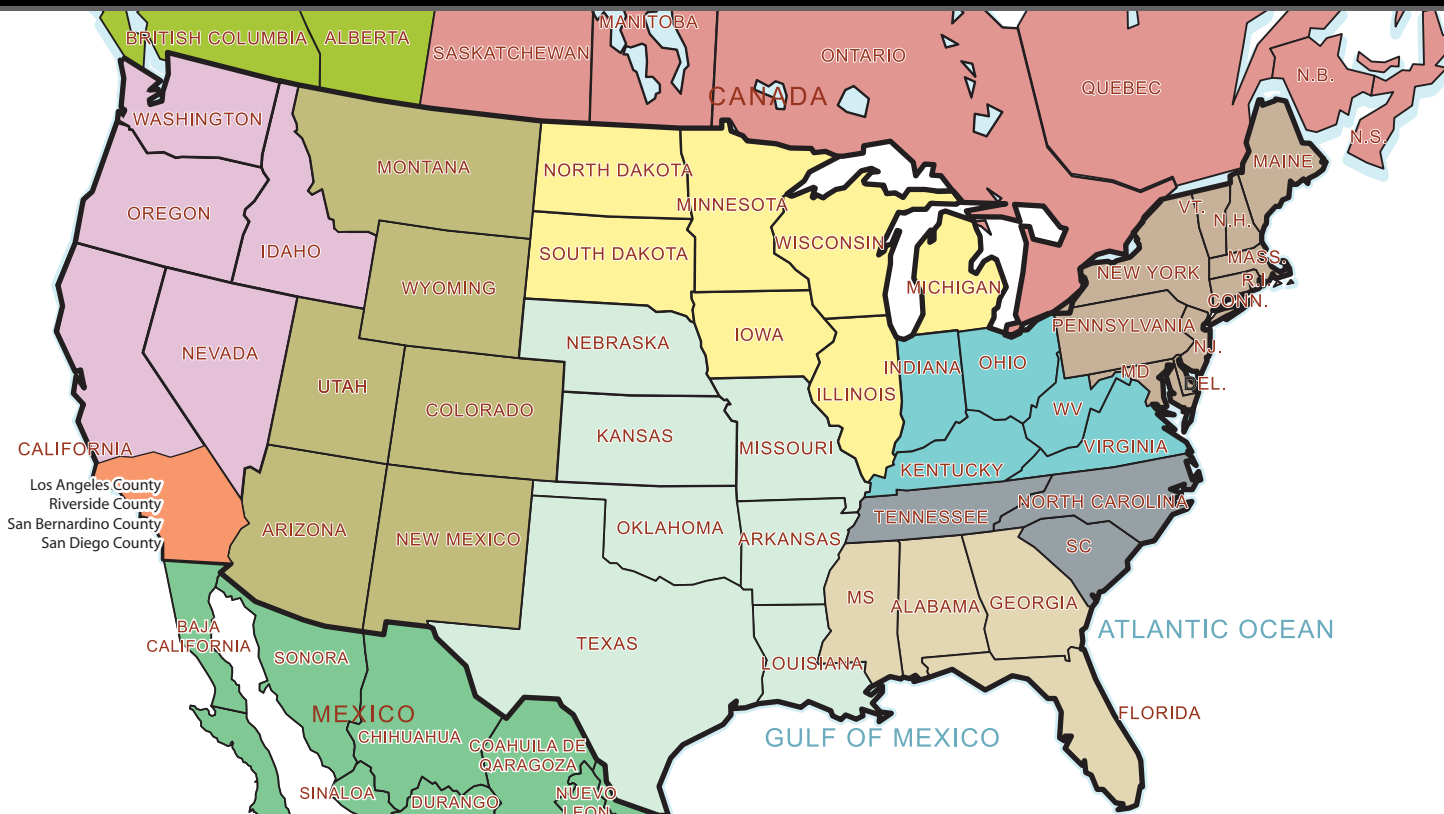 MANITOBA
BRITISH COLUMBIA
ALBERTA
SASKATCHEWAN
ONTARIO
N.B.
QUEBEC
CANADA
WASHINGTON
N.S.
MAINE
MONTANA
NORTH DAKOTA
MINNESOTA
VT.
OREGON
N.H.
WISCONSIN
IDAHO
SOUTH DAKOTA
MASS.
NEW YORK
R.I.
WYOMING
MICHIGAN
CONN.
PENNSYLVANIA
IOWA
NEBRASKA
NJ.
NEVADA
OHIO
INDIANA
MD
DEL.
UTAH
ILLINOIS
COLORADO
WV
KANSAS
VIRGINIA
CALIFORNIA
MISSOURI
KENTUCKY
Los Angeles County
Riverside County
San Bernardino County
San Diego County
NORTH CAROLINA
TENNESSEE
ARIZONA
OKLAHOMA
NEW MEXICO
ARKANSAS
SC
MS
ALABAMA
GEORGIA
BAJA
CALIFORNIA
ATLANTIC OCEAN
TEXAS
SONORA
LOUISIANA
MEXICO
FLORIDA
CHIHUAHUA
GULF OF MEXICO
COAHUILA DE
QARAGOZA
SINALOA
DURANGO
NUEVO
LEON